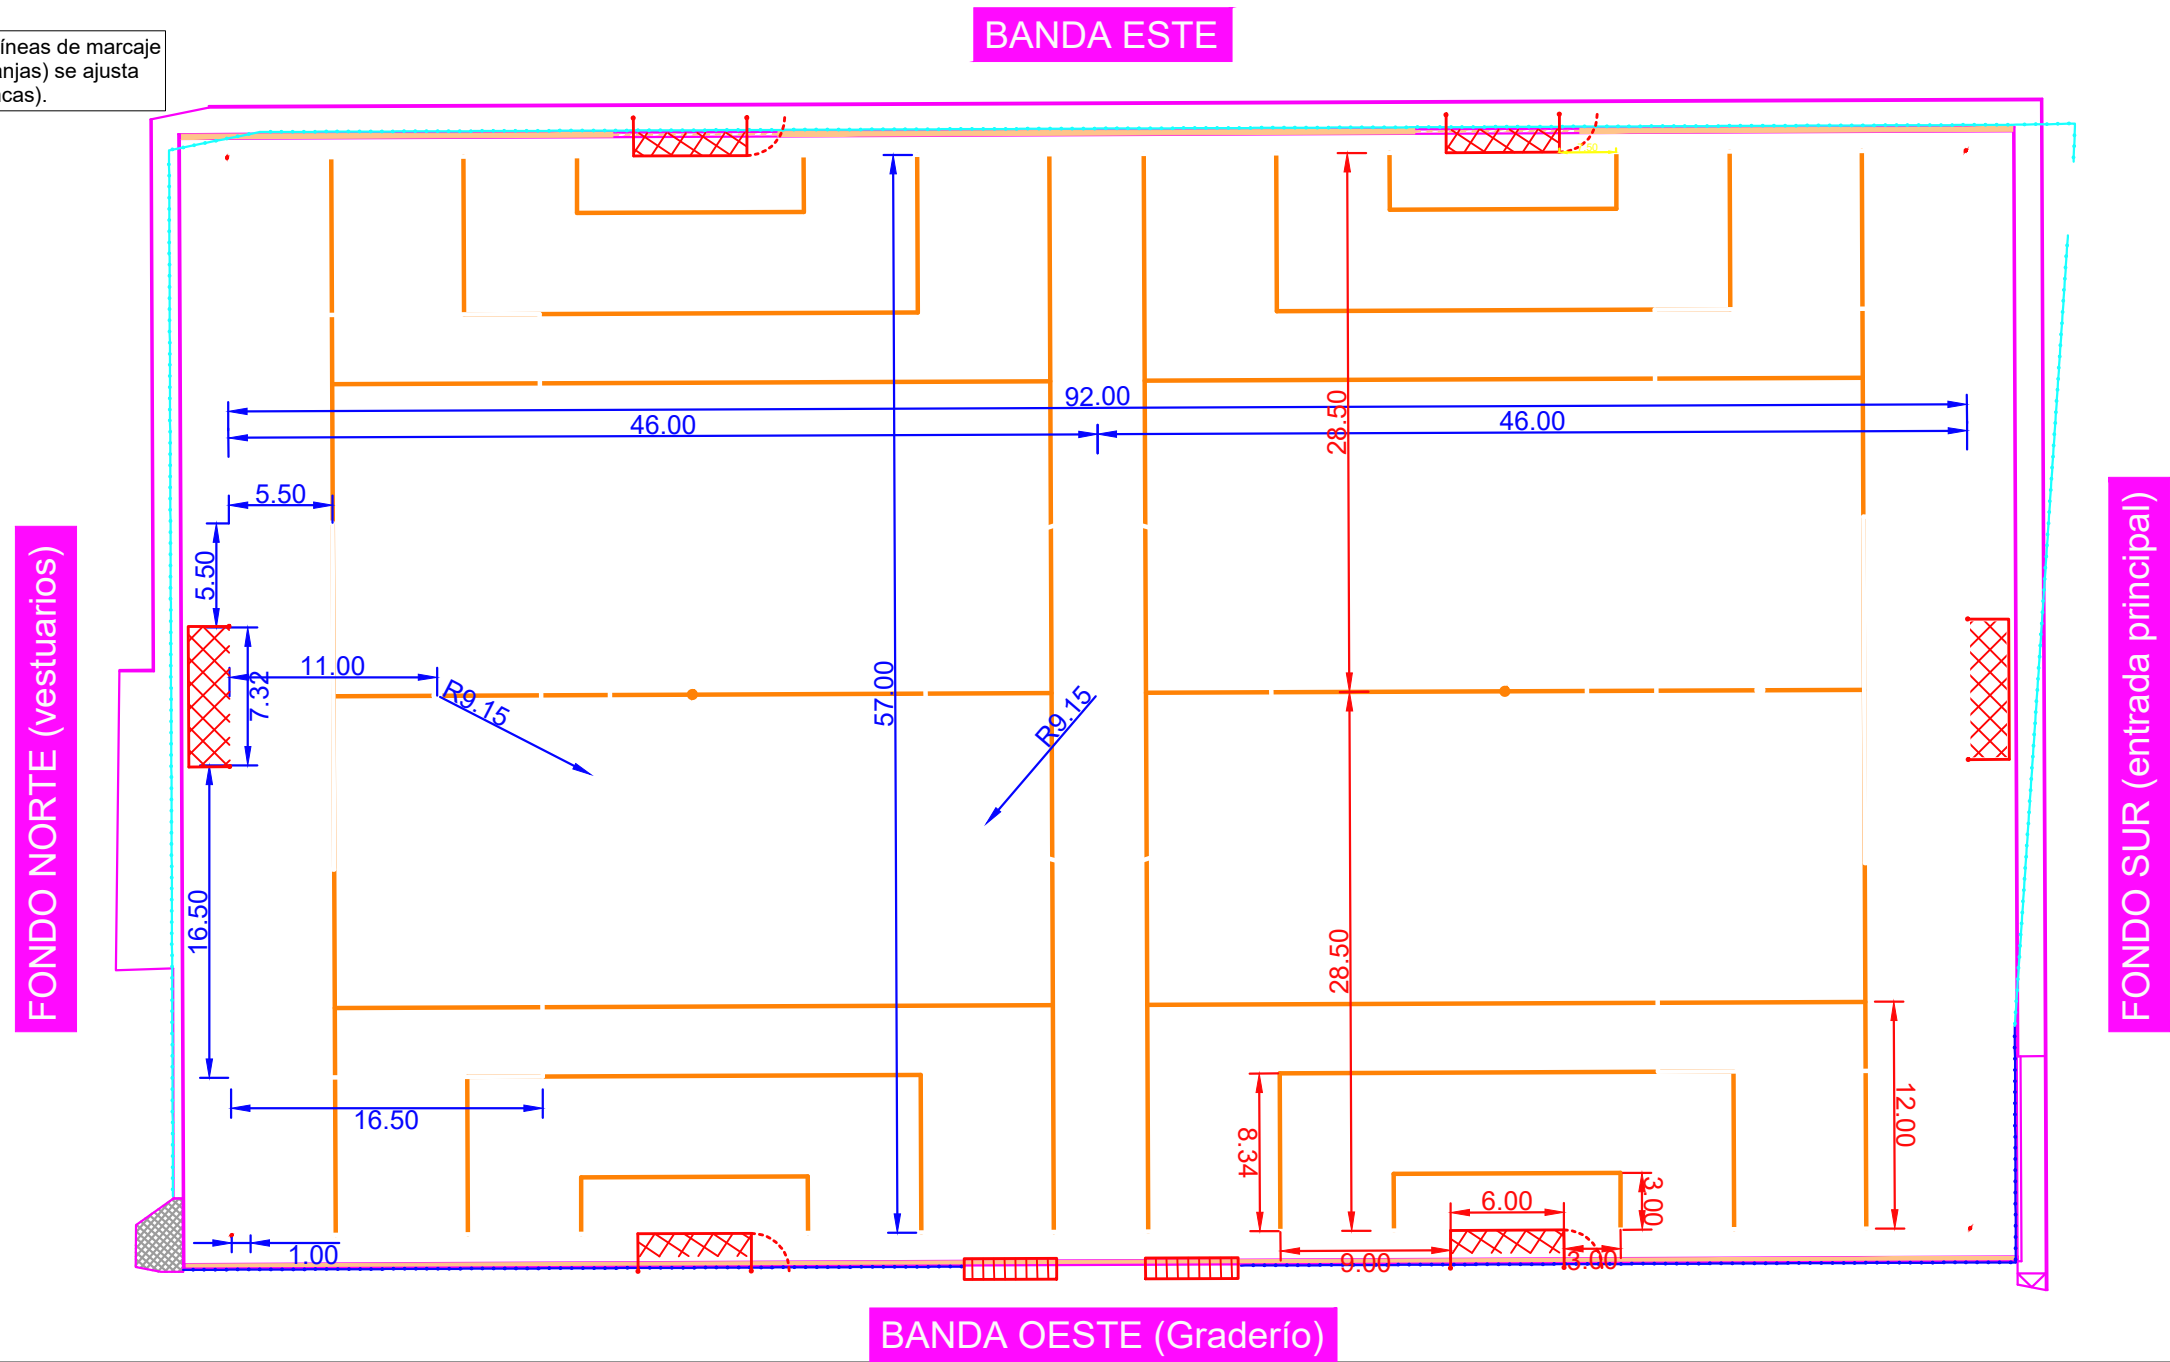 BANDA ESTE
íneas de marcaje
anjas) se ajusta
cas).
92.00
46.00
46.00
28.50
5.50
5.50
FONDO NORTE (vestuarios)
FONDO SUR (entrada principal)
11.00
7.32
R9.15
57.00
R9.15
16.50
28.50
16.50
12.00
8.34
6.00
3.00
1.00
9.00
3.00
BANDA OESTE (Graderío)